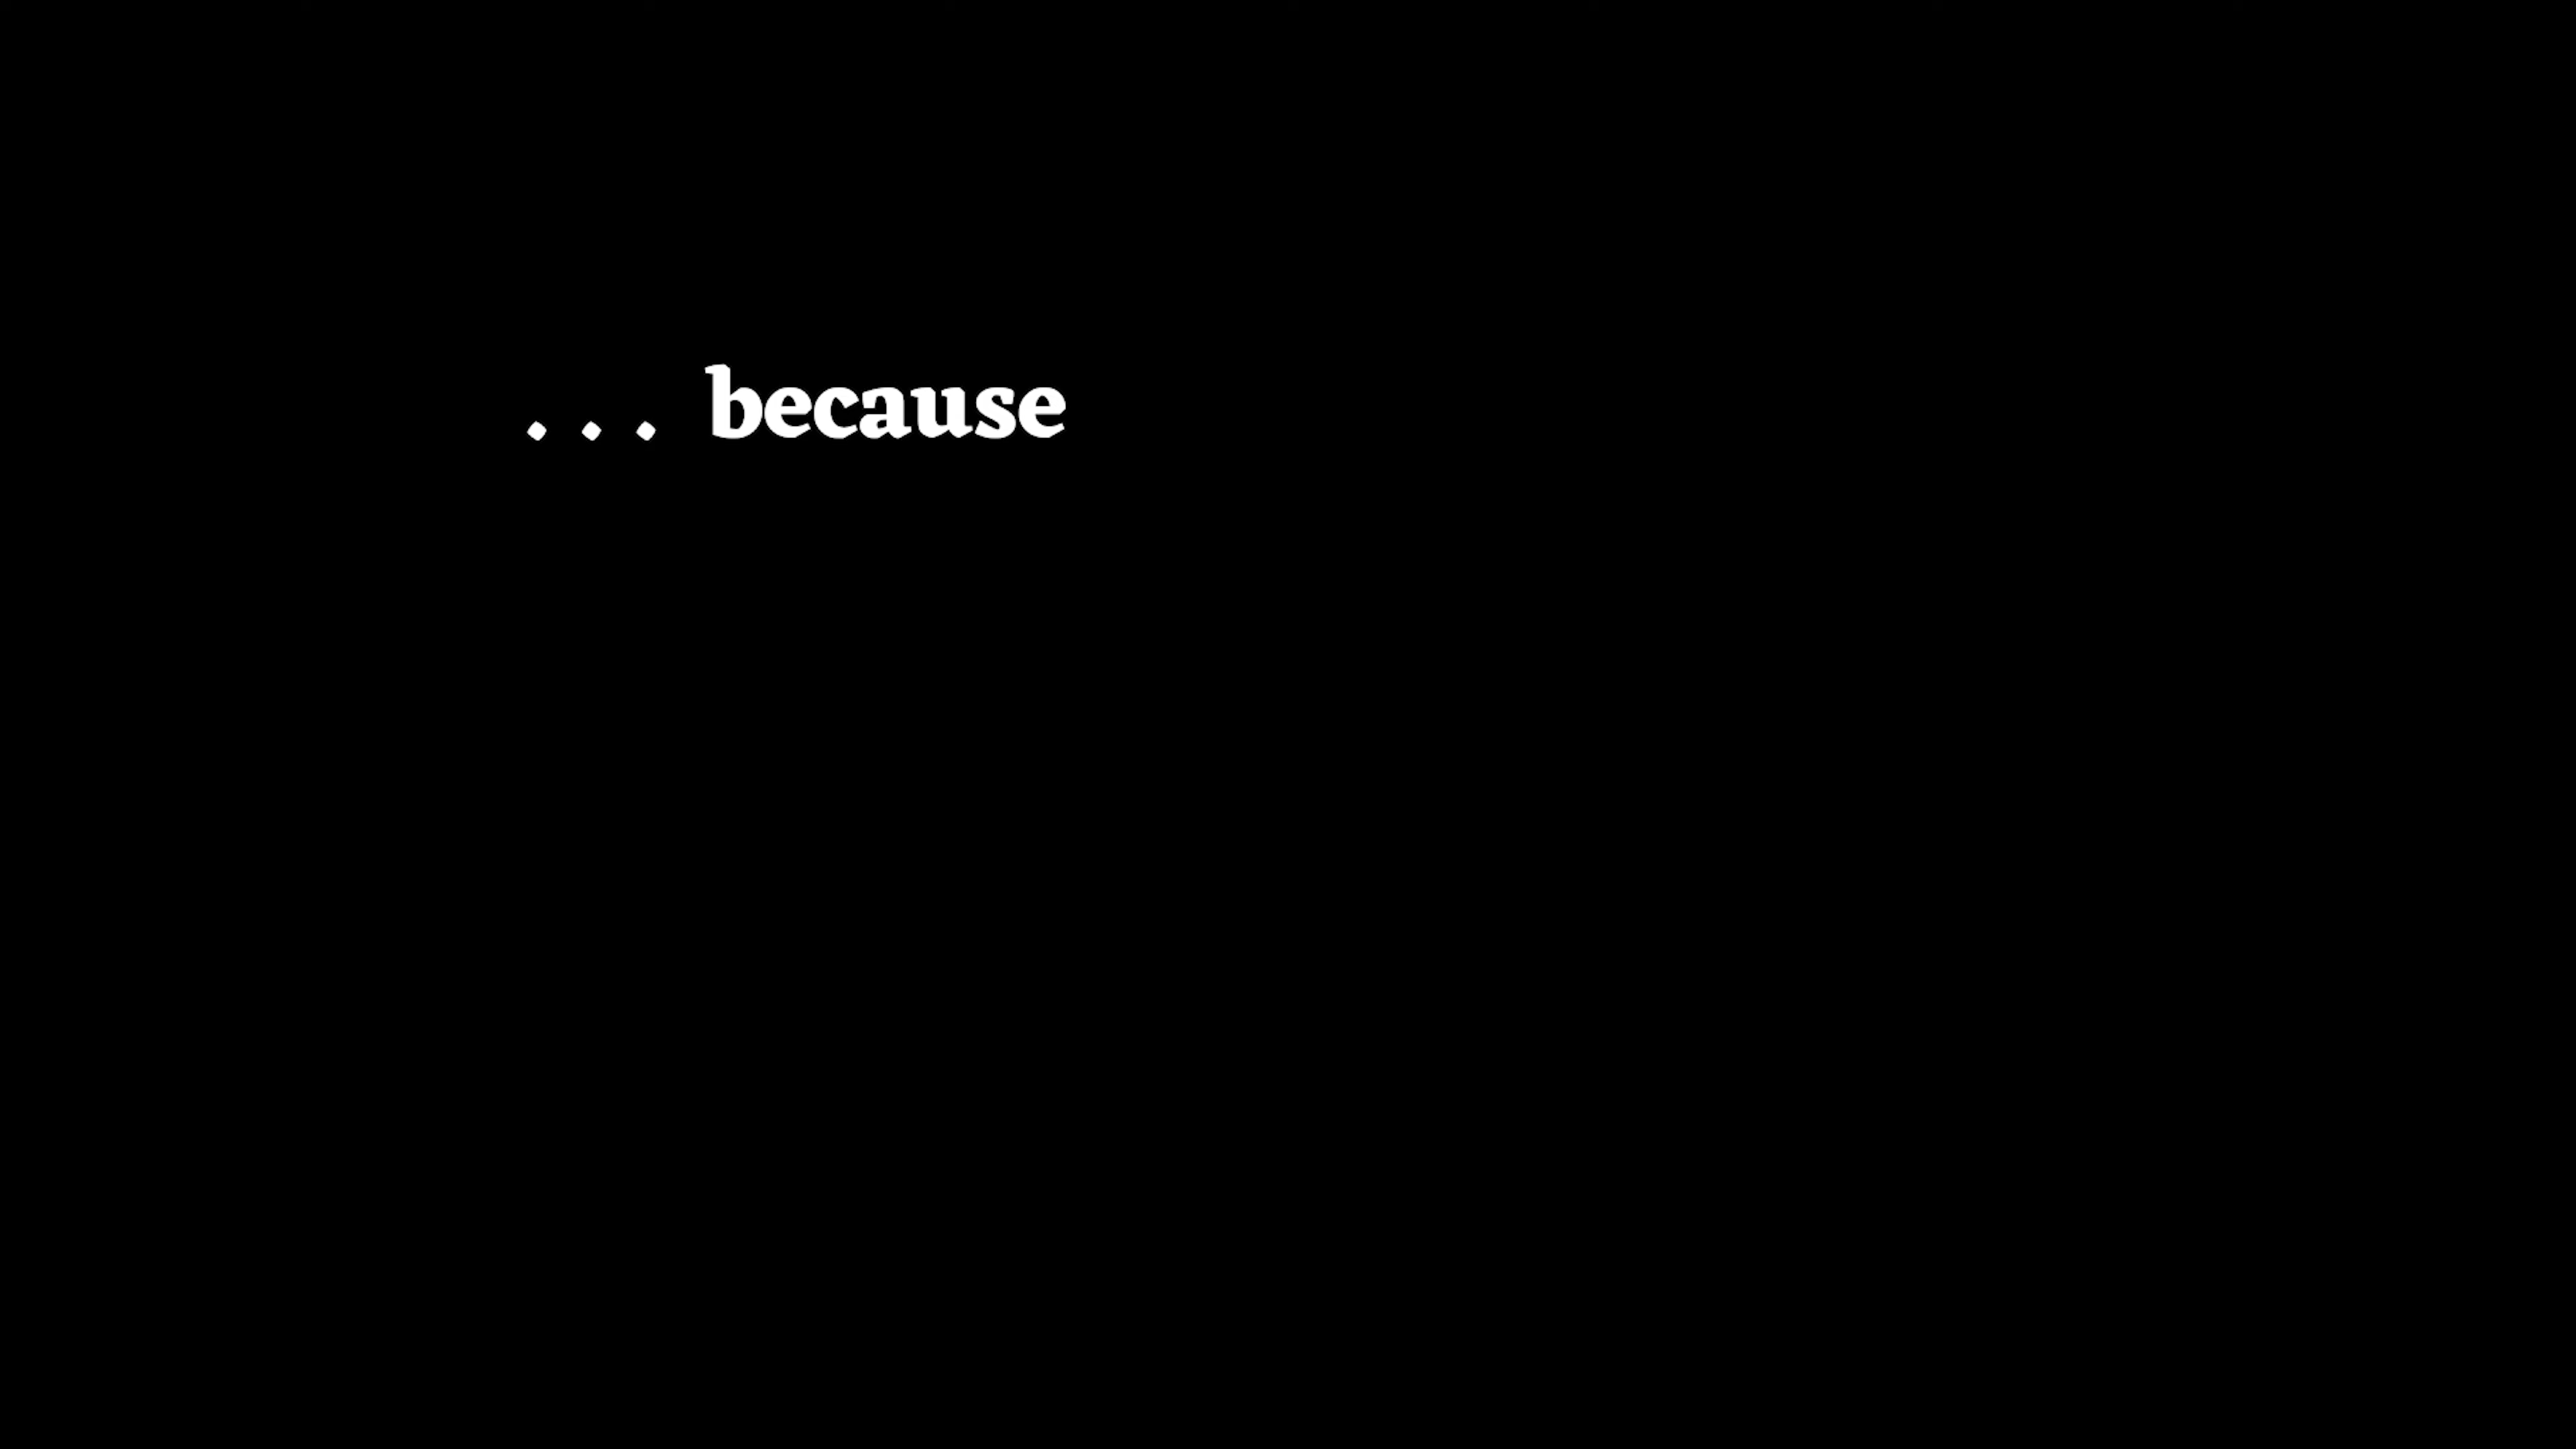 . . . because